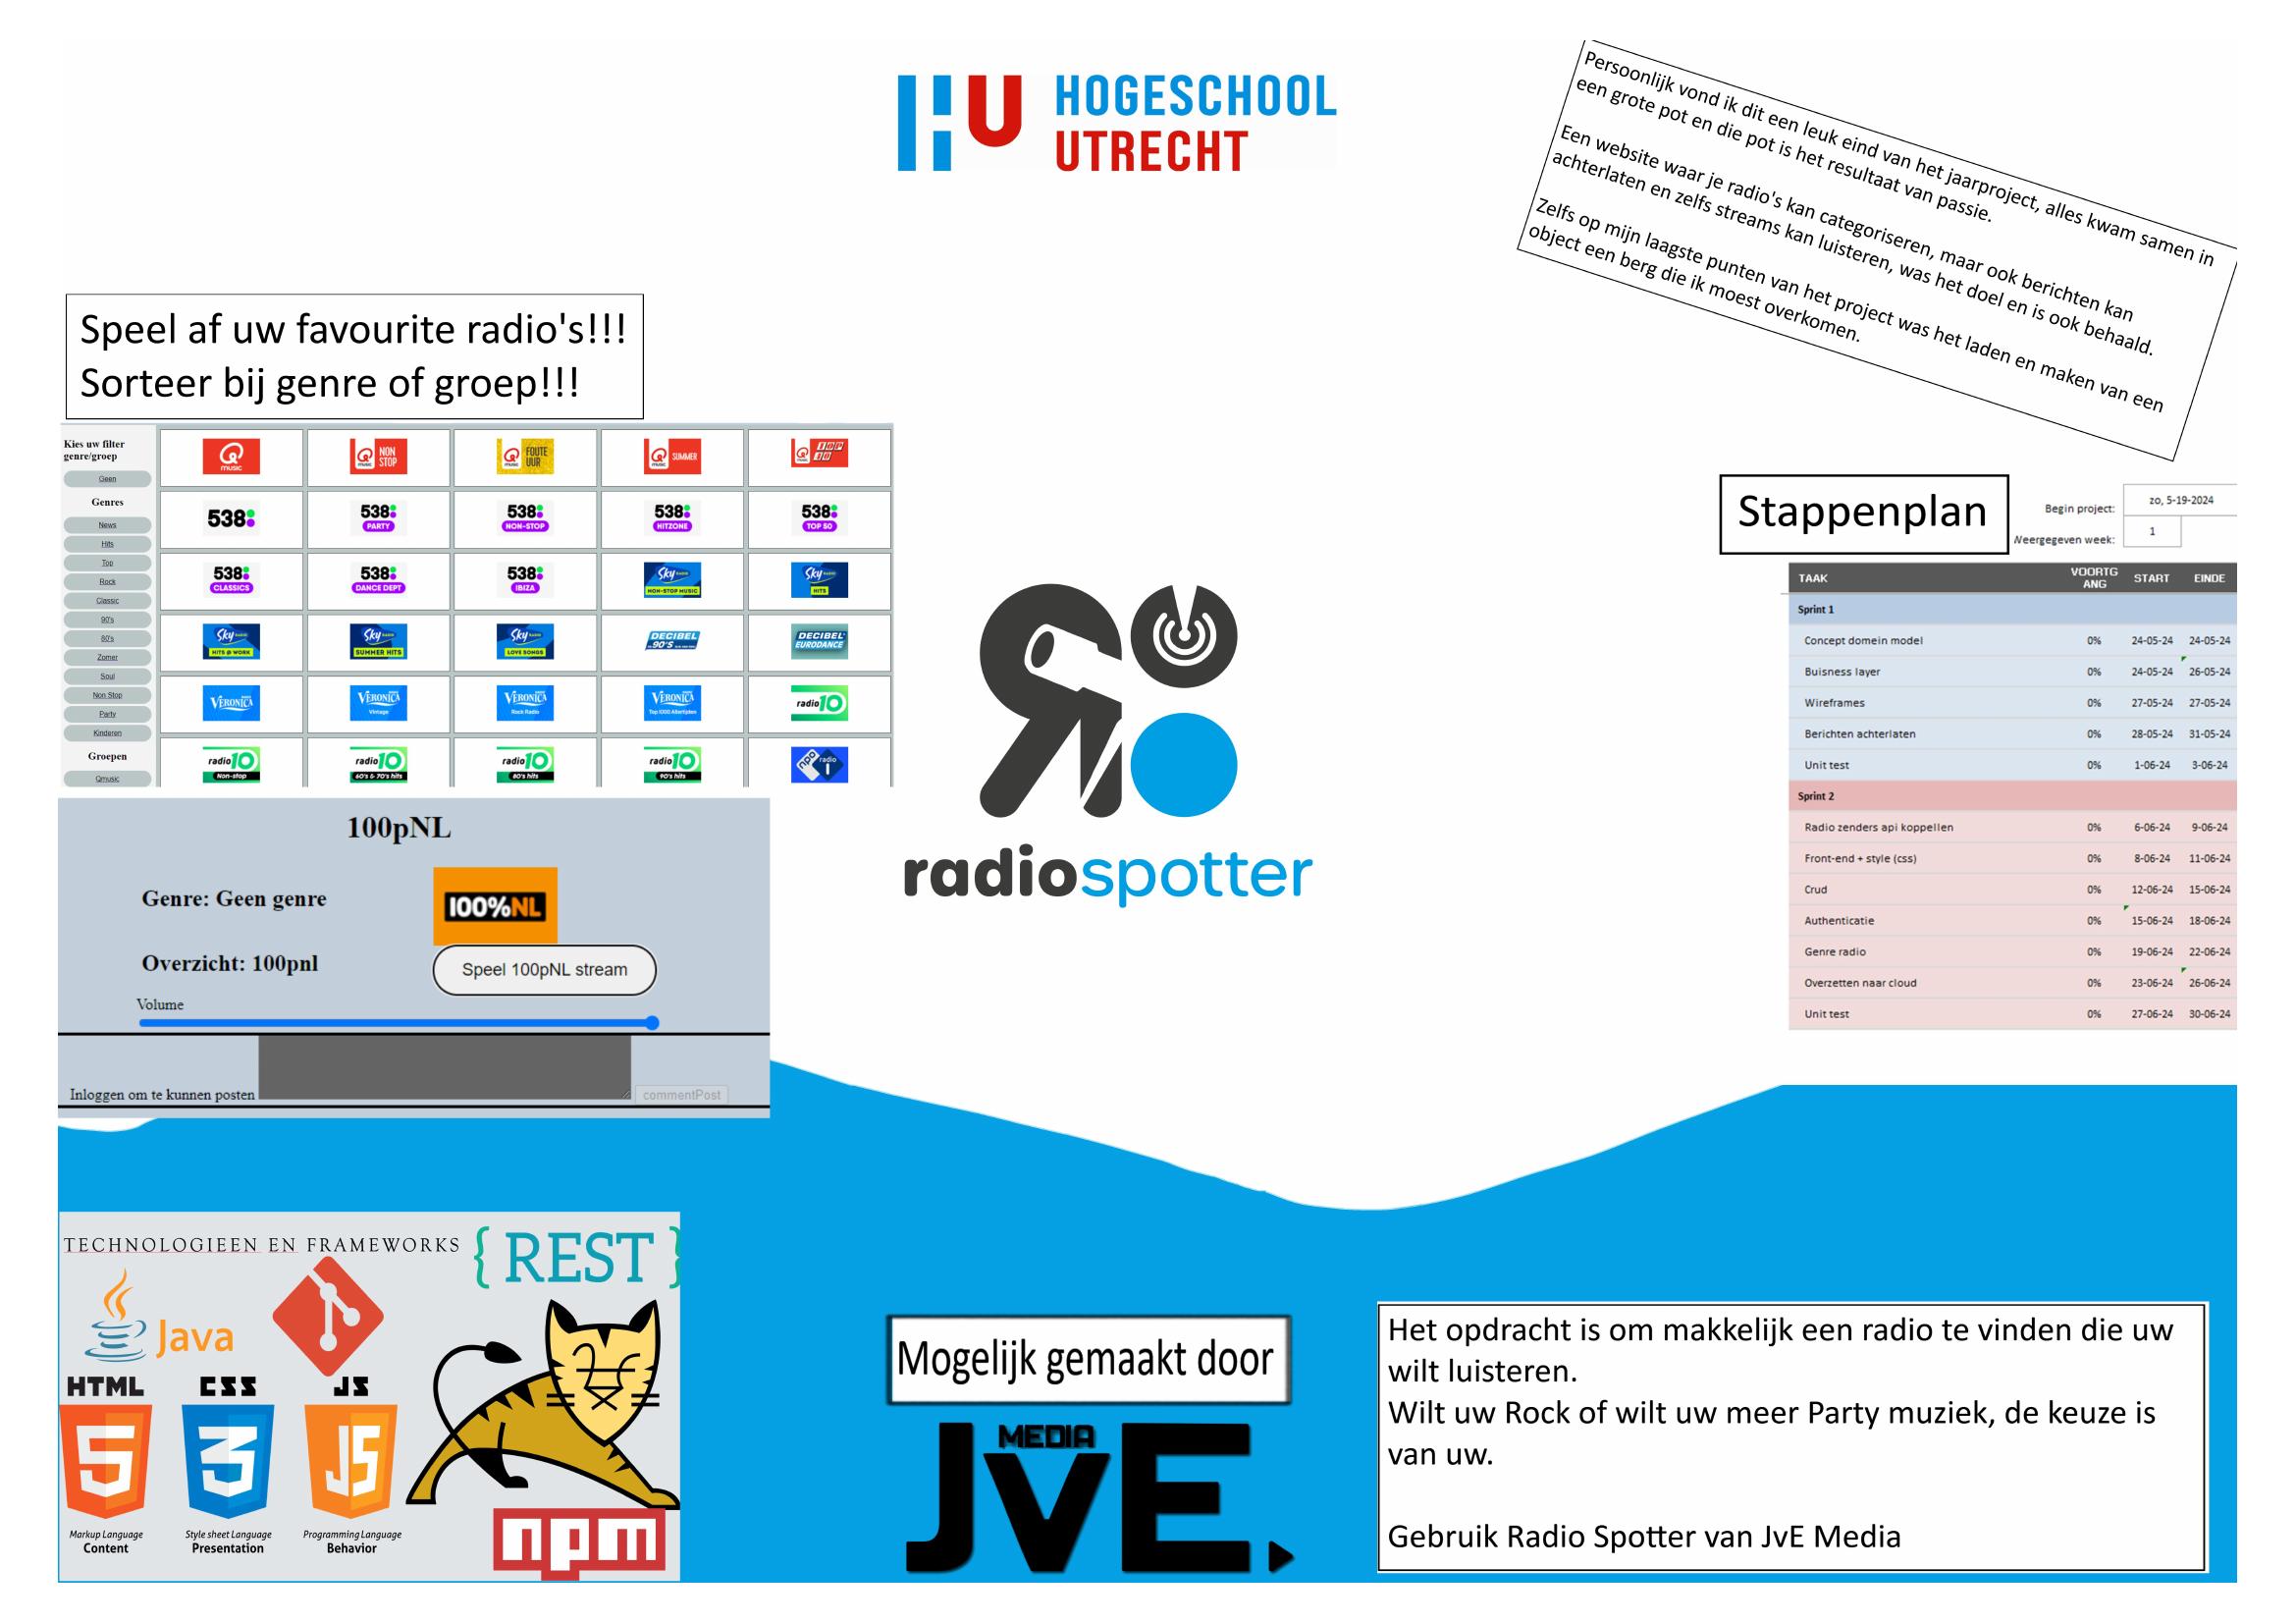 HOGESCHOOL
UTRECHT
Persoonlijk vond ik dit een leuk eind van het jaarproject, alles kwam samen in
een grote pot en die pot is het resultaat van passie.
Een website waar je radio's kan categoriseren, maar ook berichten kan
achterlaten en zelfs streams kan luisteren, was het doel en is ook behaald.
Zelfs op mijn laagste punten van het project was het laden en maken van een
object een berg die ik moest overkomen.
Speel af uw favourite radio's!!!
Sorteer bij genre of groep!!!
Kies uw filter
genre/groep
Geen
Genres
News
Hits
Top
Rock
Classic
90's
80's
Zomer
Soul
Non Stop
Party
Kinderen
Groepen
Qmusic
Q music
Q music NON STOP
Q music FOUTE UUR
Q music SUMMER
Q music TOP 40
538
538 PARTY
538 NON-STOP
538 HITZONE
538 TOP 50
538 CLASSICS
538 DANCE DEPT
538 IBIZA
Sky RADIO NON-STOP MUSIC
Sky RADIO HITS
Sky RADIO HITS @ WORK
Sky RADIO SUMMER HITS
Sky RADIO LOVE SONGS
DECIBEL 90'S
DECIBEL EURODANCE
VERONICA
VERONICA Vintage
VERONICA Rock Radio
VERONICA Top 1000 Allertijden
radio 10
radio 10 Non-stop
radio 10 60's & 70's hits
radio 10 80's hits
radio 10 90's hits
npo radio 1
100pNL
Genre: Geen genre
100%NL
Overzicht: 100pnl
Speel 100pNL stream
Volume
Inloggen om te kunnen posten
commentPost
radiospotter
Stappenplan
Begin project: zo, 5-19-2024
Weergegeven week: 1
TAAK VOORTG ANG START EINDE
Sprint 1
Concept domein model 0% 24-05-24 24-05-24
Buisness layer 0% 24-05-24 26-05-24
Wireframes 0% 27-05-24 27-05-24
Berichten achterlaten 0% 28-05-24 31-05-24
Unit test 0% 1-06-24 3-06-24
Sprint 2
Radio zenders api koppellen 0% 6-06-24 9-06-24
Front-end + style (css) 0% 8-06-24 11-06-24
Crud 0% 12-06-24 15-06-24
Authenticatie 0% 15-06-24 18-06-24
Genre radio 0% 19-06-24 22-06-24
Overzetten naar cloud 0% 23-06-24 26-06-24
Unit test 0% 27-06-24 30-06-24
TECHNOLOGIEEN EN FRAMEWORKS
{ REST }
Java
HTML CSS JS
5 3 JS
Markup Language Style sheet Language Programming Language
Content Presentation Behavior
npm
Mogelijk gemaakt door
MEDIA
JvE
Het opdracht is om makkelijk een radio te vinden die uw
wilt luisteren.
Wilt uw Rock of wilt uw meer Party muziek, de keuze is
van uw.
Gebruik Radio Spotter van JvE Media